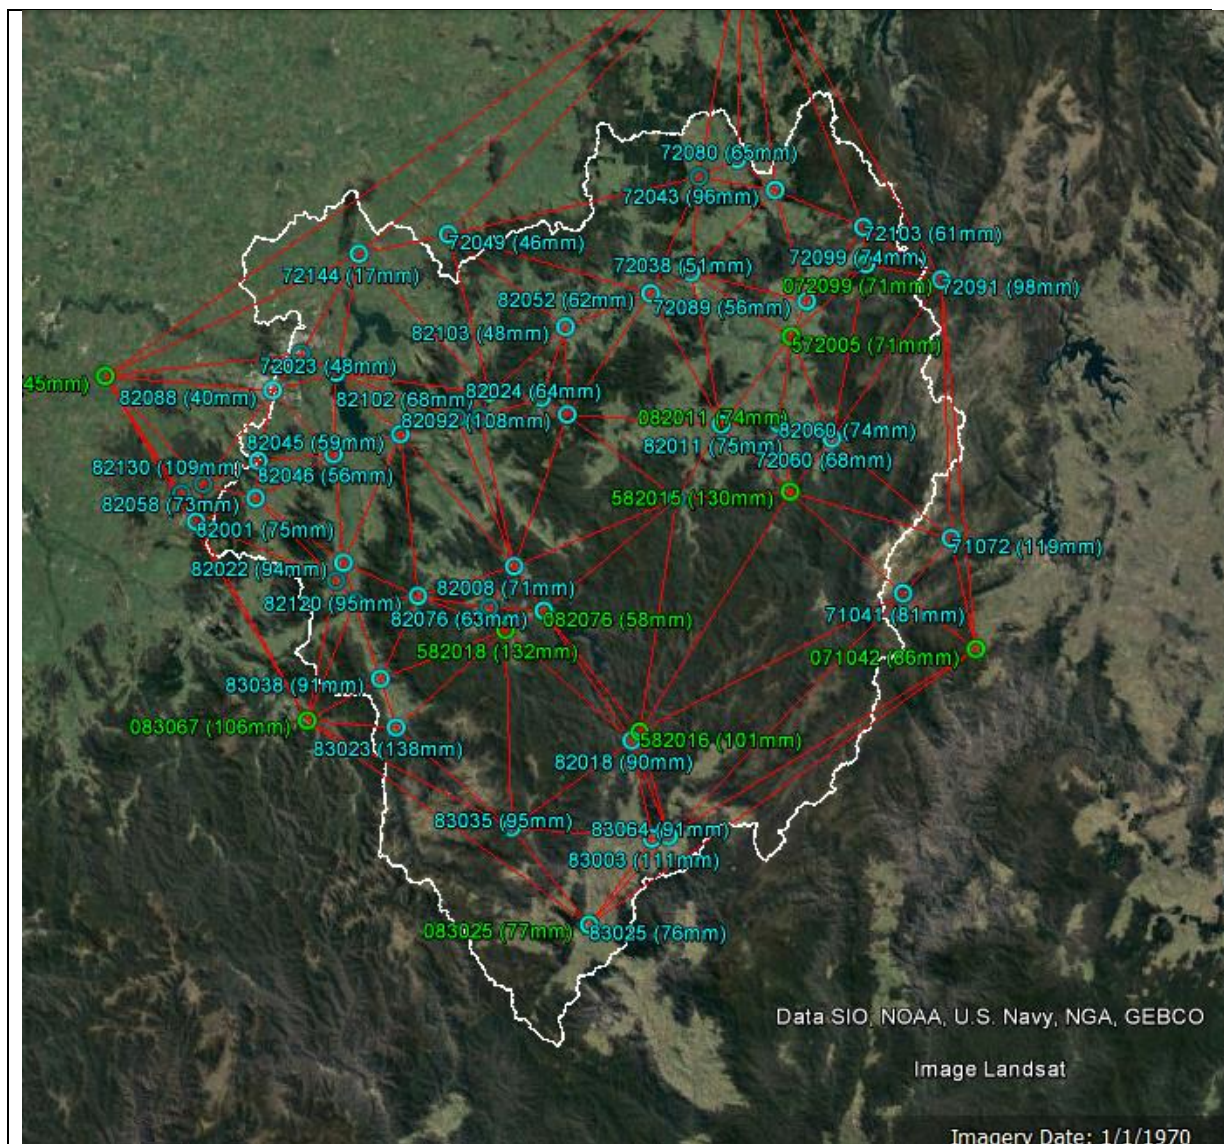 72080 (65mm)
72043 (96mm)
72049 (46mm)
72103 (61mm)
72144 (17mm)
72038 (51mm)
72099 (74mm)
072099 (71mm)
72091 (98mm)
82052 (62mm)
72089 (56mm)
82103 (48mm)
572005 (71mm)
72023 (48mm)
45mm)
82088 (40mm)
82102 (68mm)
82024 (64mm)
82092 (108mm)
082011 (74mm)
82060 (74mm)
82045 (59mm)
82011 (75mm)
72060 (68mm)
82130 (109mm)
82046 (56mm)
82058 (73mm)
582015 (130mm)
82001 (75mm)
71072 (119mm)
82022 (94mm)
82008 (71mm)
82120 (95mm)
82076 (63mm)
082076 (58mm)
71041 (81mm)
582018 (132mm)
071042 (86mm)
83038 (91mm)
083067 (106mm)
83023 (138mm)
582016 (101mm)
82018 (90mm)
83035 (95mm)
83064 (91mm)
83003 (111mm)
083025 (77mm)
83025 (76mm)
Data SIO, NOAA, U.S. Navy, NGA, GEBCO
Image Landsat
Imagery Date: 1/1/1970